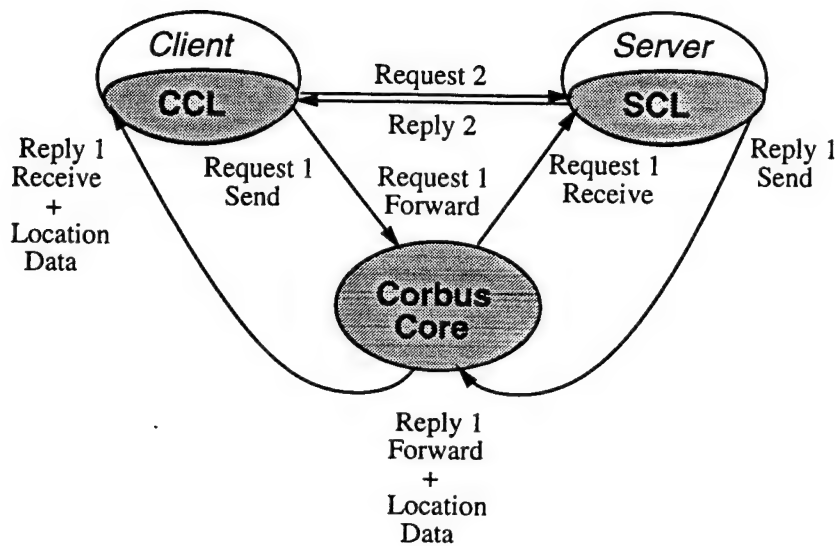 Client
CCL
Server
SCL
Request 2
Reply 2
Reply 1
Receive
+
Location
Data
Request 1
Send
Request 1
Forward
Request 1
Receive
Reply 1
Send
Corbus
Core
Reply 1
Forward
+
Location
Data